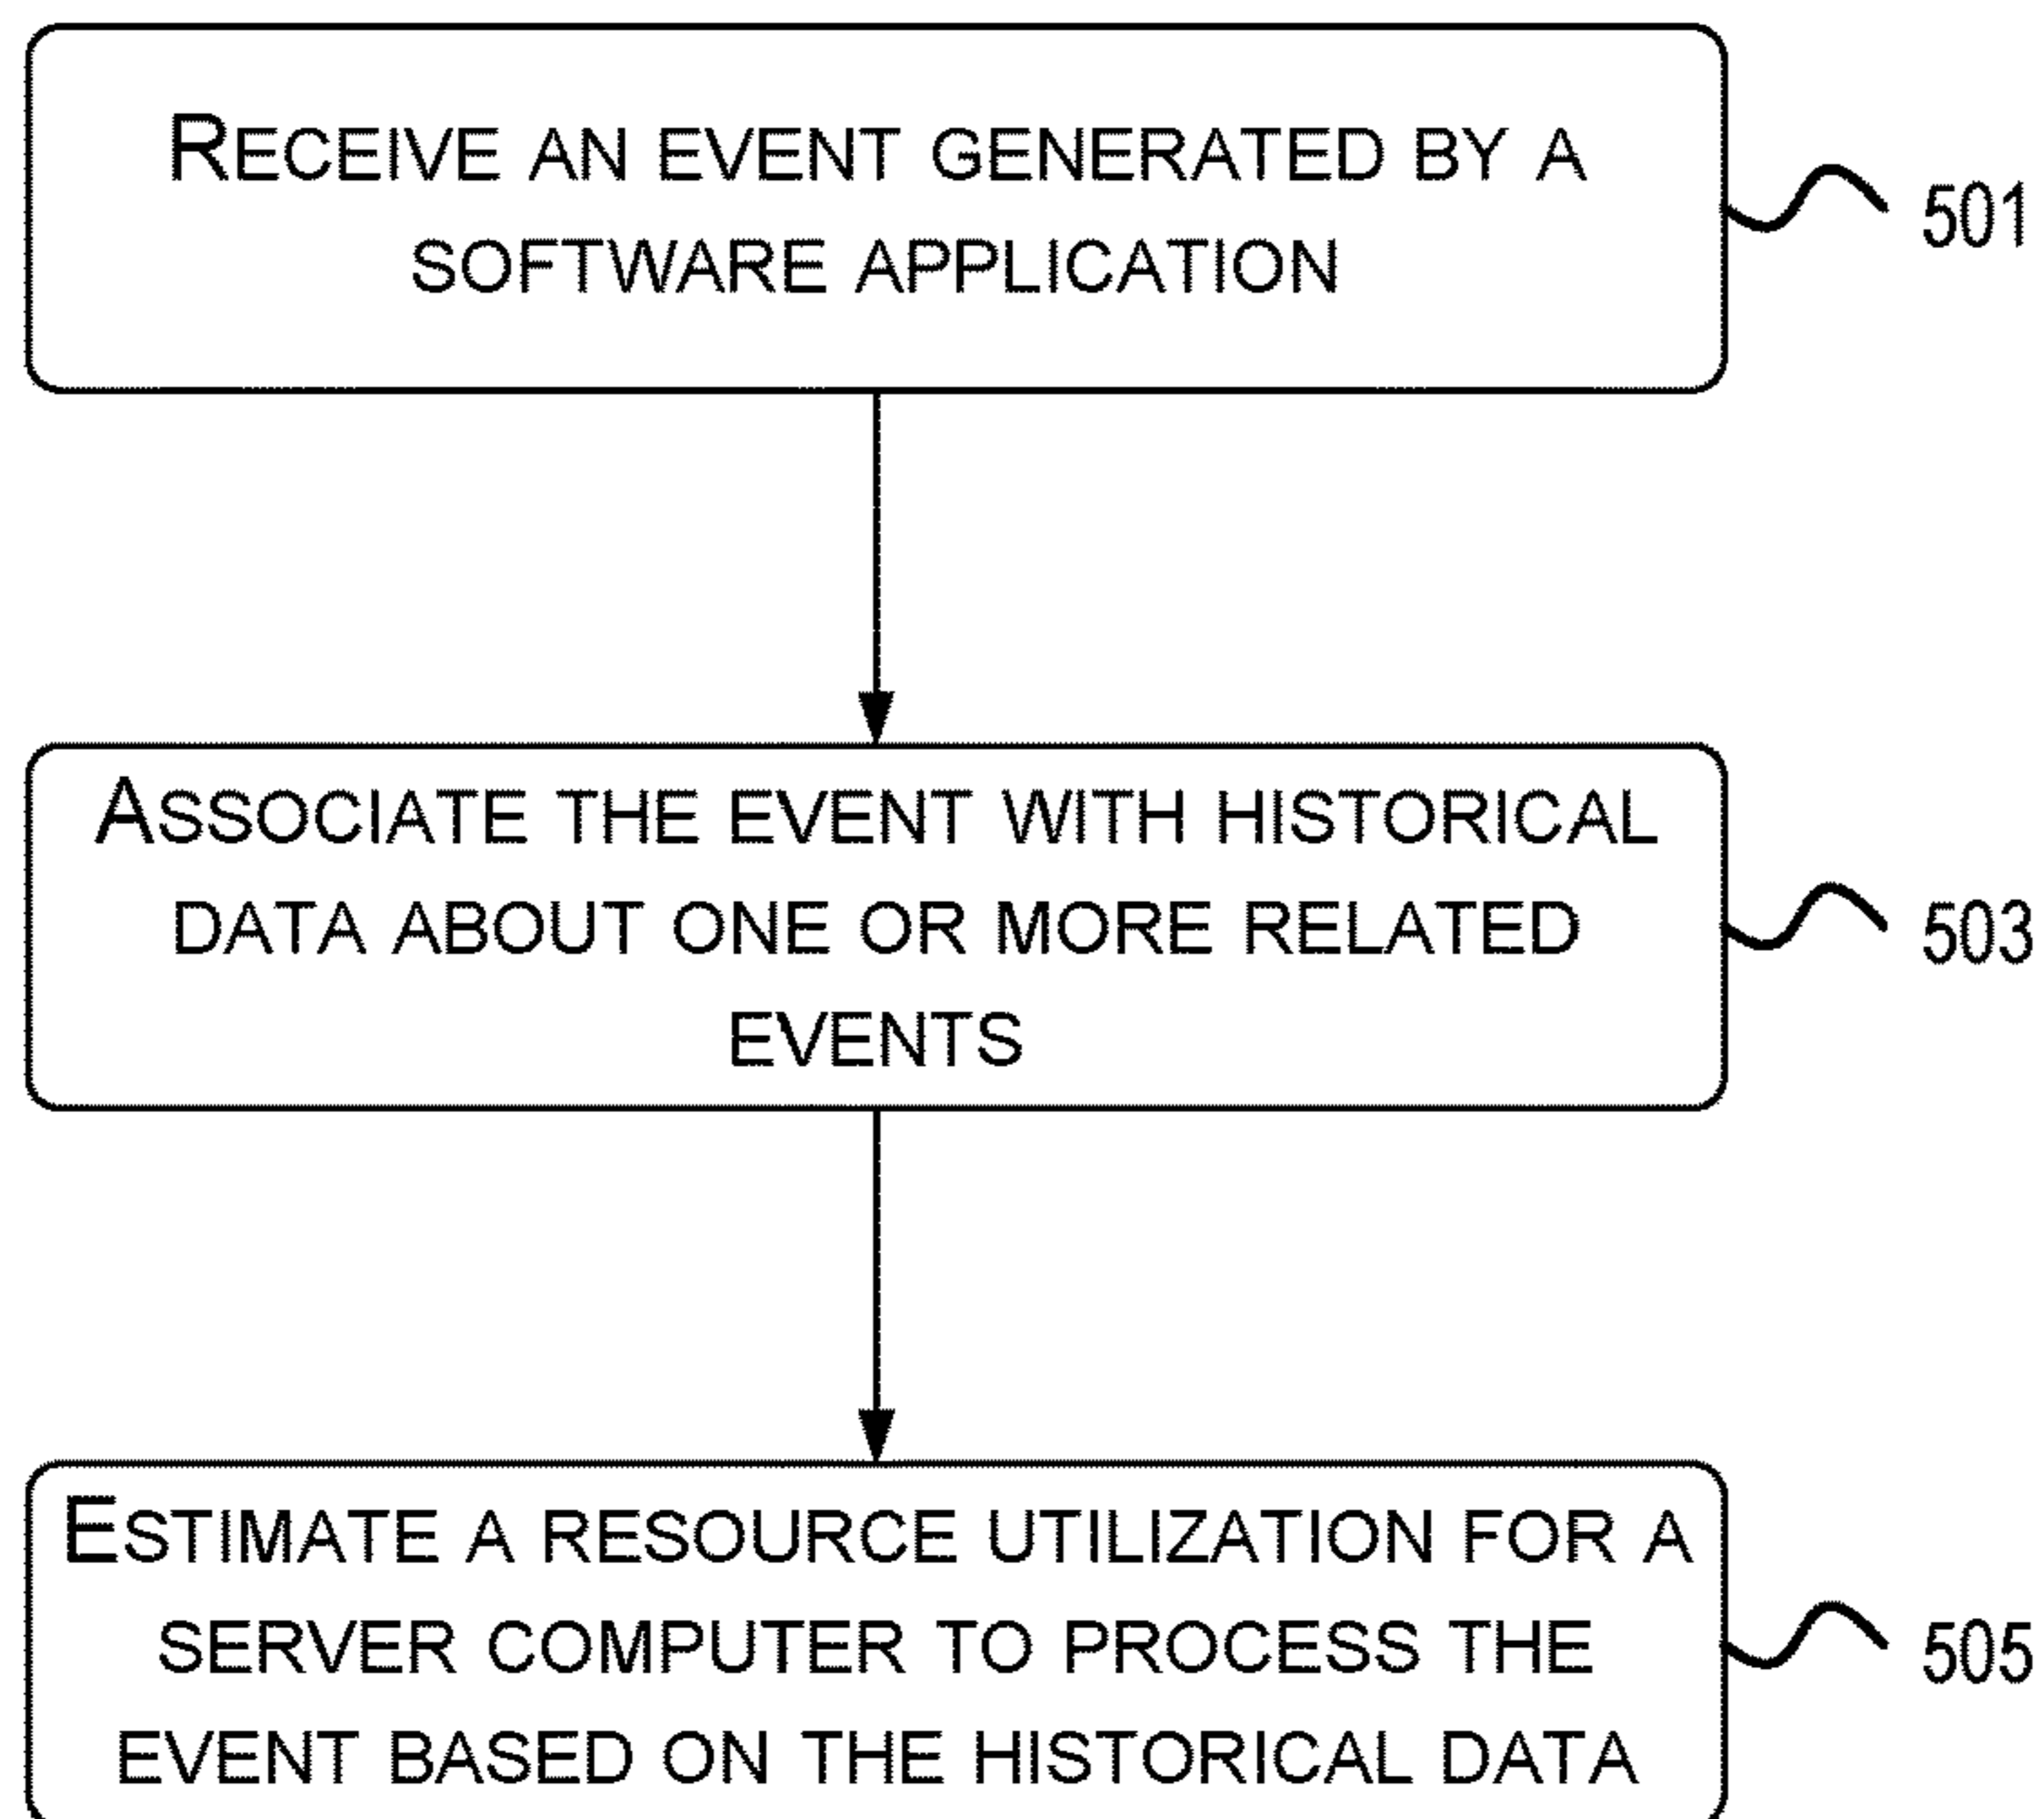 RECEIVE AN EVENT GENERATED BY A
SOFTWARE APPLICATION
501
ASSOCIATE THE EVENT WITH HISTORICAL
DATA ABOUT ONE OR MORE RELATED
EVENTS
503
ESTIMATE A RESOURCE UTILIZATION FOR A
SERVER COMPUTER TO PROCESS THE
EVENT BASED ON THE HISTORICAL DATA
505